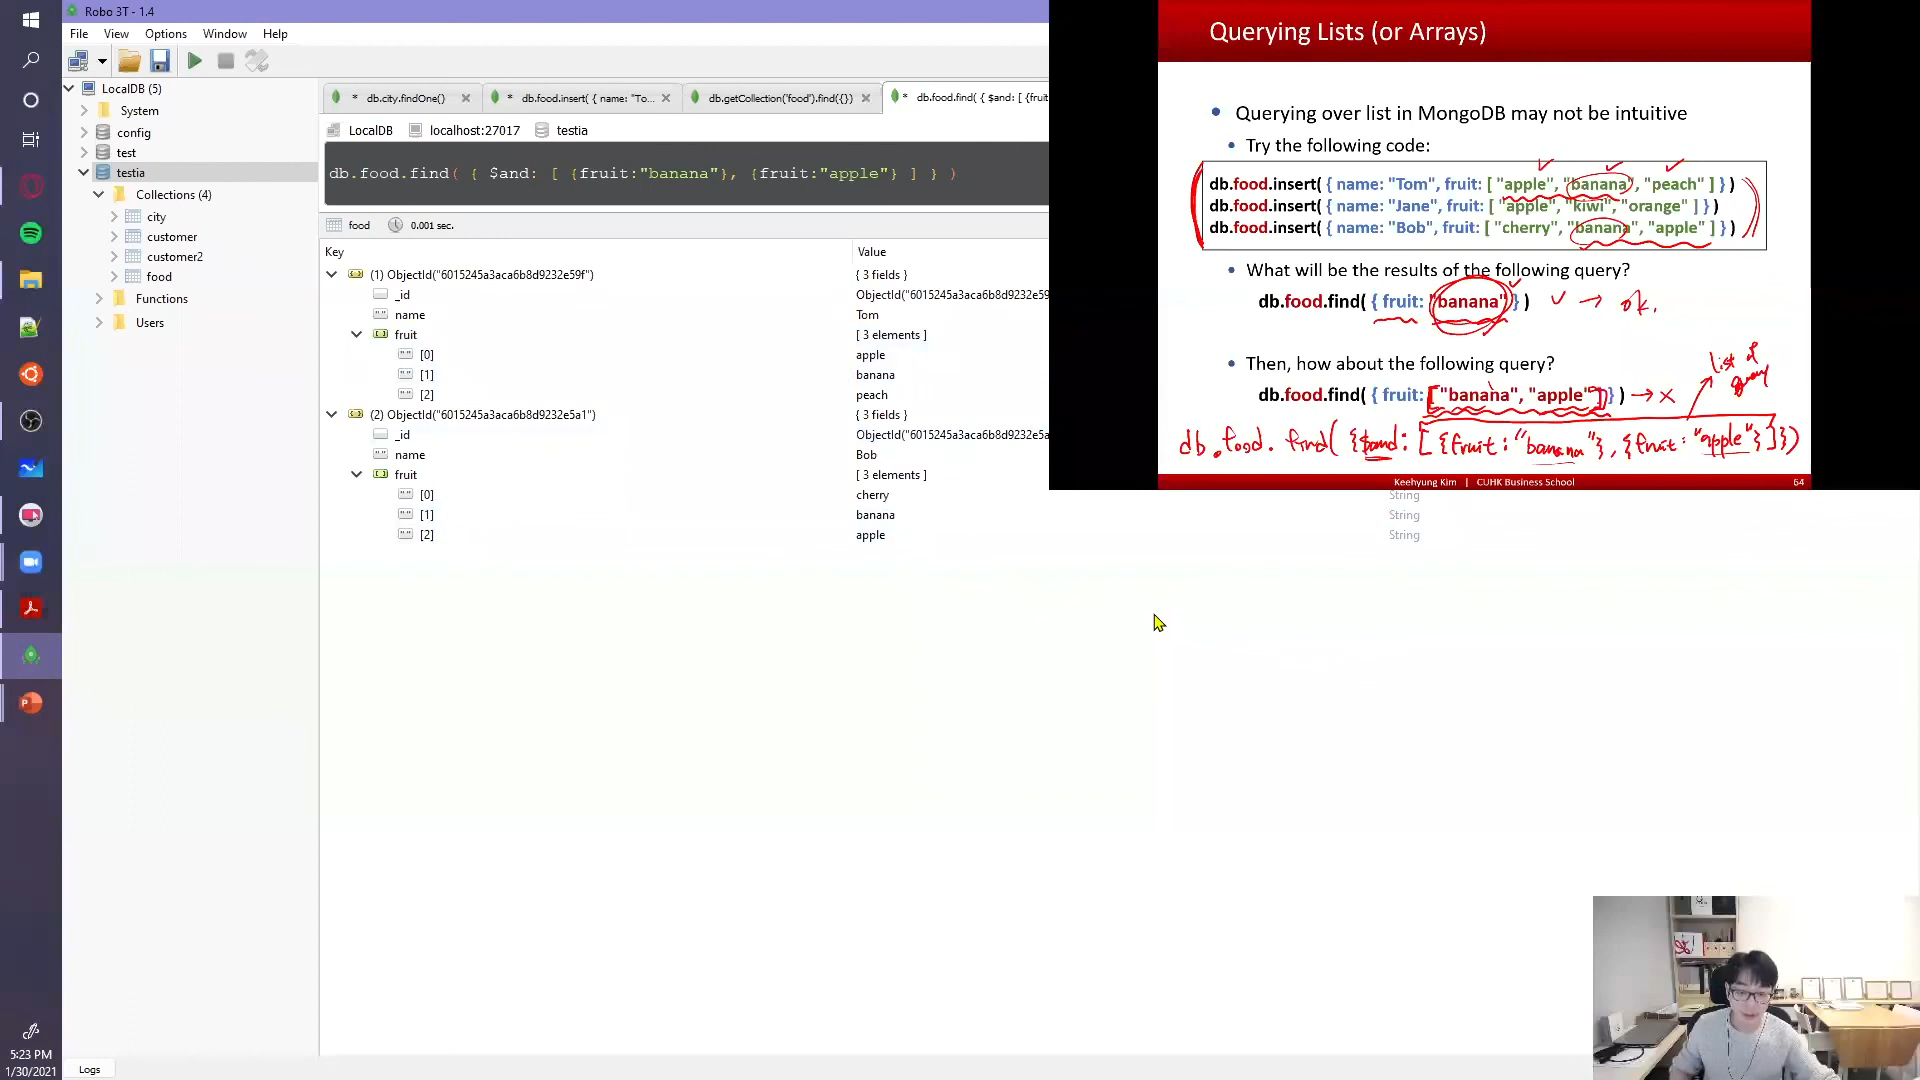 Robo 3T - 1.4
File View Options Window Help
LocalDB (5)
System
config
test
testia
Collections (4)
city
customer
customer2
food
Functions
Users
* db.city.findOne()
* db.food.insert( { name: "To...
db.getCollection('food').find({})
* db.food.find( { $and: [ {fruit
LocalDB localhost:27017 testia
db.food.find( { $and: [ {fruit:"banana"}, {fruit:"apple"} ] } )
food 0.001 sec.
Key Value
(1) ObjectId("6015245a3aca6b8d9232e59f") { 3 fields }
_id ObjectId("6015245a3aca6b8d9232e59
name Tom
fruit [ 3 elements ]
[0] apple
[1] banana
[2] peach
(2) ObjectId("6015245a3aca6b8d9232e5a1") { 3 fields }
_id ObjectId("6015245a3aca6b8d9232e5a
name Bob
fruit [ 3 elements ]
[0] cherry String
[1] banana String
[2] apple String
Querying Lists (or Arrays)
• Querying over list in MongoDB may not be intuitive
• Try the following code:
db.food.insert( { name: "Tom", fruit: [ "apple", "banana", "peach" ] } )
db.food.insert( { name: "Jane", fruit: [ "apple", "kiwi", "orange" ] } )
db.food.insert( { name: "Bob", fruit: [ "cherry", "banana", "apple" ] } )
• What will be the results of the following query?
db.food.find( { fruit: "banana" } ) ✓ → ok.
• Then, how about the following query?
list of
query
db.food.find( { fruit: ["banana", "apple"] } ) → X
db.food.find( {$and: [ {fruit: "banana"}, {fruit: "apple"} ]})
Keehyung Kim | CUHK Business School 64
5:23 PM
1/30/2021
Logs